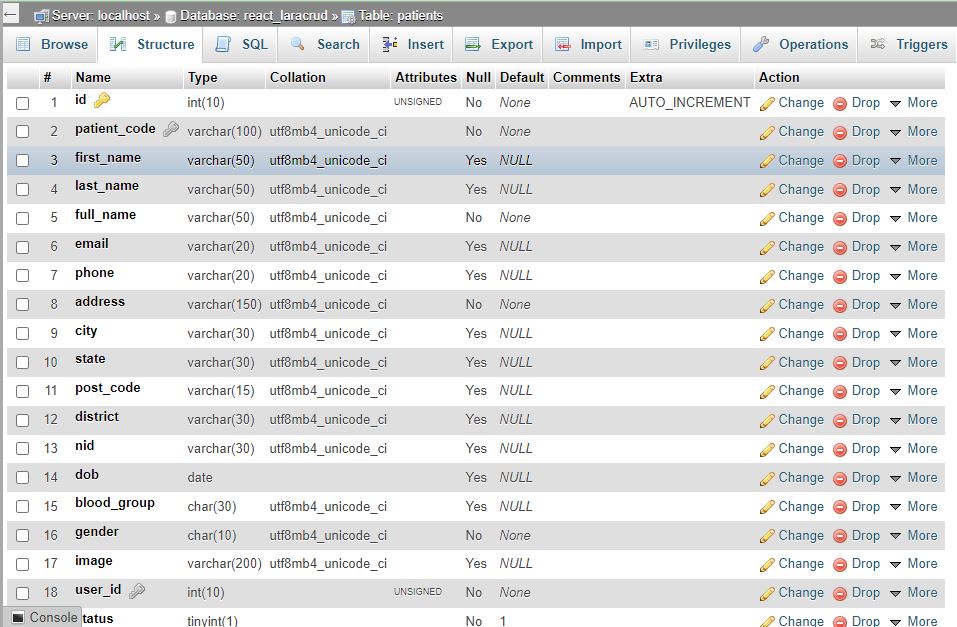 Server: localhost » Database: react_laracrud » Table: patients
Browse Structure SQL Search Insert Export Import Privileges Operations Triggers
# Name Type Collation Attributes Null Default Comments Extra Action
1 id int(10) UNSIGNED No None AUTO_INCREMENT Change Drop More
2 patient_code varchar(100) utf8mb4_unicode_ci No None Change Drop More
3 first_name varchar(50) utf8mb4_unicode_ci Yes NULL Change Drop More
4 last_name varchar(50) utf8mb4_unicode_ci Yes NULL Change Drop More
5 full_name varchar(50) utf8mb4_unicode_ci No None Change Drop More
6 email varchar(20) utf8mb4_unicode_ci Yes NULL Change Drop More
7 phone varchar(20) utf8mb4_unicode_ci Yes NULL Change Drop More
8 address varchar(150) utf8mb4_unicode_ci No None Change Drop More
9 city varchar(30) utf8mb4_unicode_ci Yes NULL Change Drop More
10 state varchar(30) utf8mb4_unicode_ci Yes NULL Change Drop More
11 post_code varchar(15) utf8mb4_unicode_ci Yes NULL Change Drop More
12 district varchar(30) utf8mb4_unicode_ci Yes NULL Change Drop More
13 nid varchar(30) utf8mb4_unicode_ci Yes NULL Change Drop More
14 dob date Yes NULL Change Drop More
15 blood_group char(30) utf8mb4_unicode_ci Yes NULL Change Drop More
16 gender char(10) utf8mb4_unicode_ci No None Change Drop More
17 image varchar(200) utf8mb4_unicode_ci Yes NULL Change Drop More
18 user_id int(10) UNSIGNED No None Change Drop More
Console tatus tinyint(1) No 1 Change Drop More